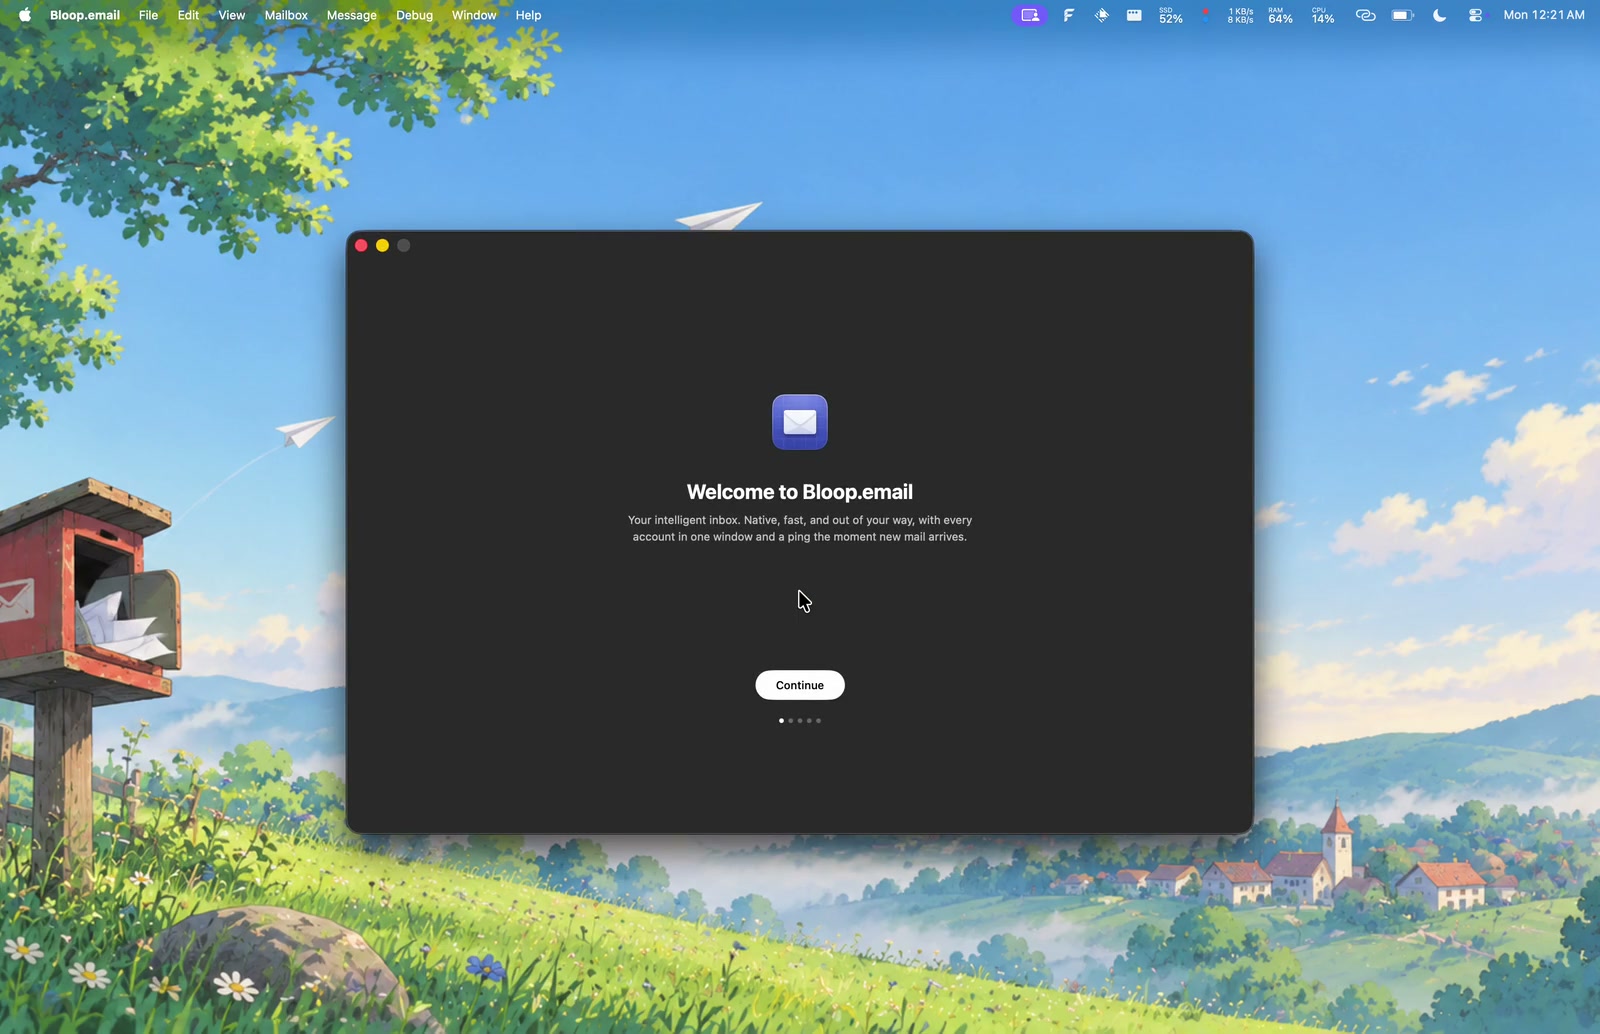 Bloop.email File Edit View Mailbox Message Debug Window Help
SSD 52% 1 KB/s 8 KB/s RAM 64% CPU 14% Mon 12:21 AM
Welcome to Bloop.email
Your intelligent inbox. Native, fast, and out of your way, with every
account in one window and a ping the moment new mail arrives.
Continue